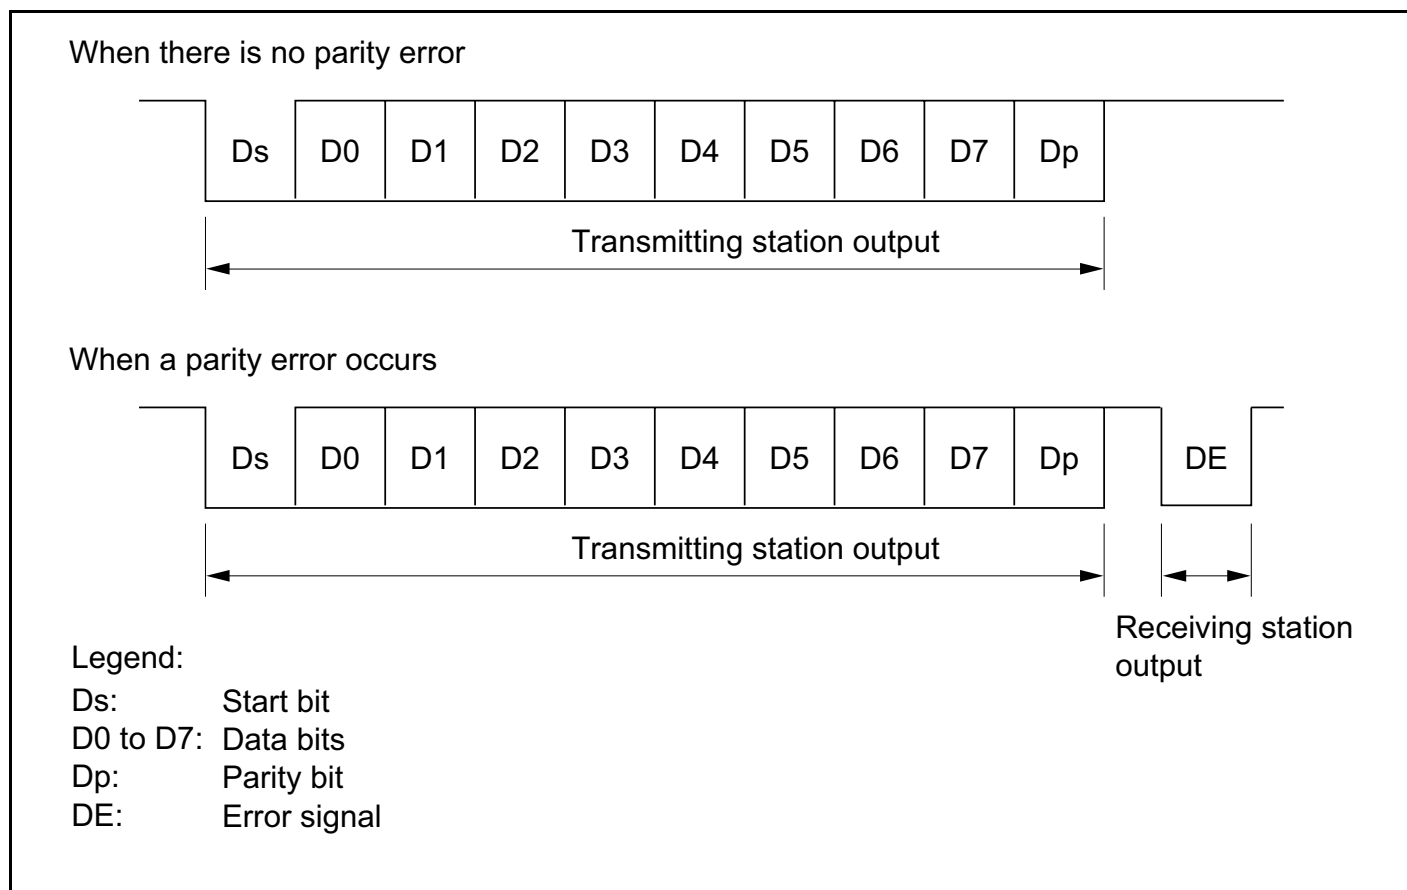 When there is no parity error
Ds D0 D1 D2 D3 D4 D5 D6 D7 Dp
Transmitting station output
When a parity error occurs
Ds D0 D1 D2 D3 D4 D5 D6 D7 Dp DE
Transmitting station output
Receiving station
output
Legend:
Ds: Start bit
D0 to D7: Data bits
Dp: Parity bit
DE: Error signal